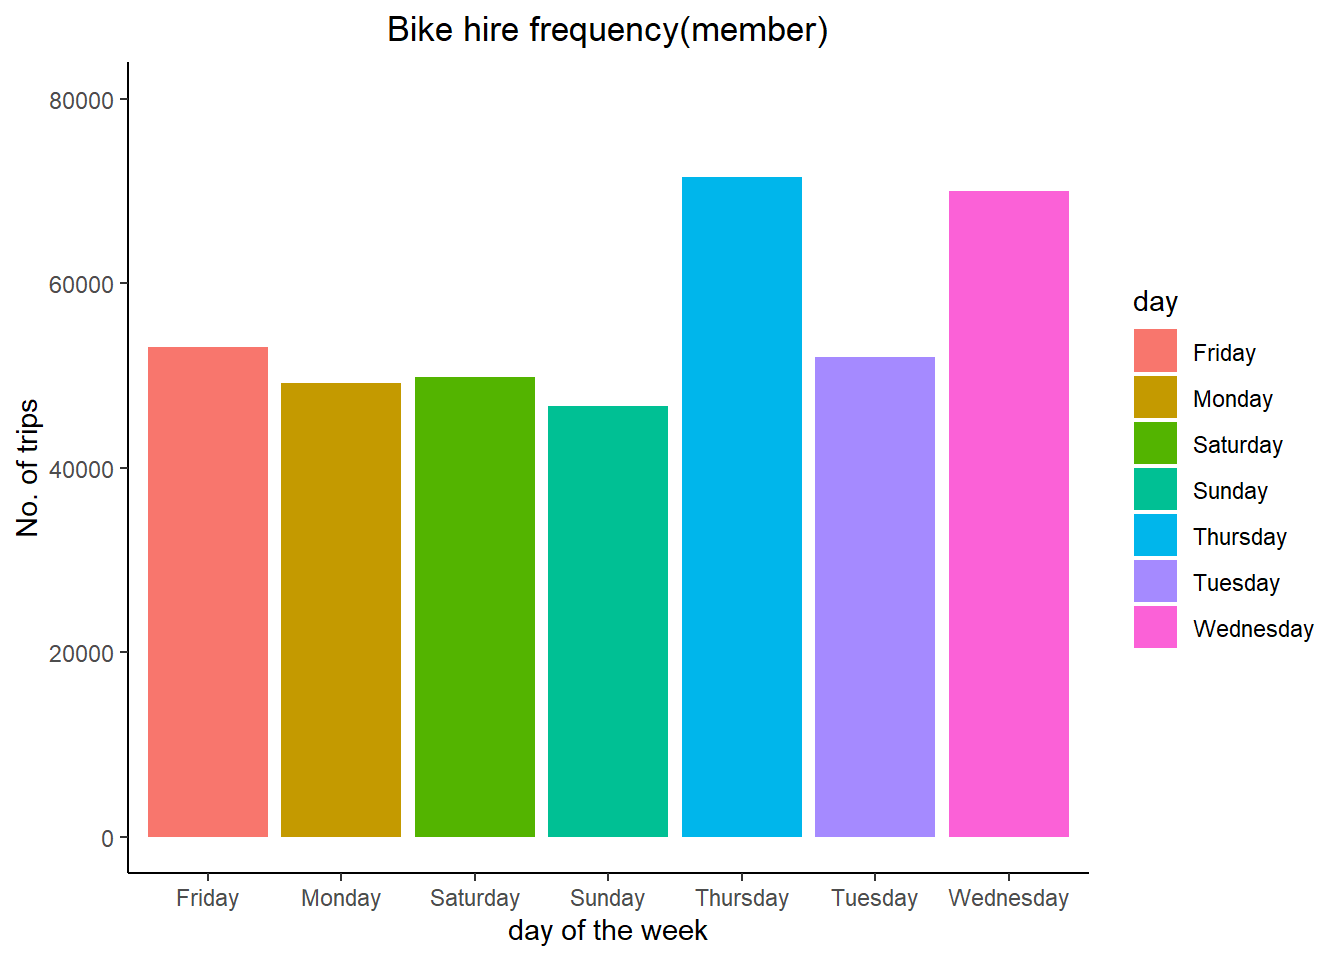 Bike hire frequency(member)
No. of trips
80000
60000
40000
20000
0
Friday
Monday
Saturday
Sunday
Thursday
Tuesday
Wednesday
day of the week
day
Friday
Monday
Saturday
Sunday
Thursday
Tuesday
Wednesday